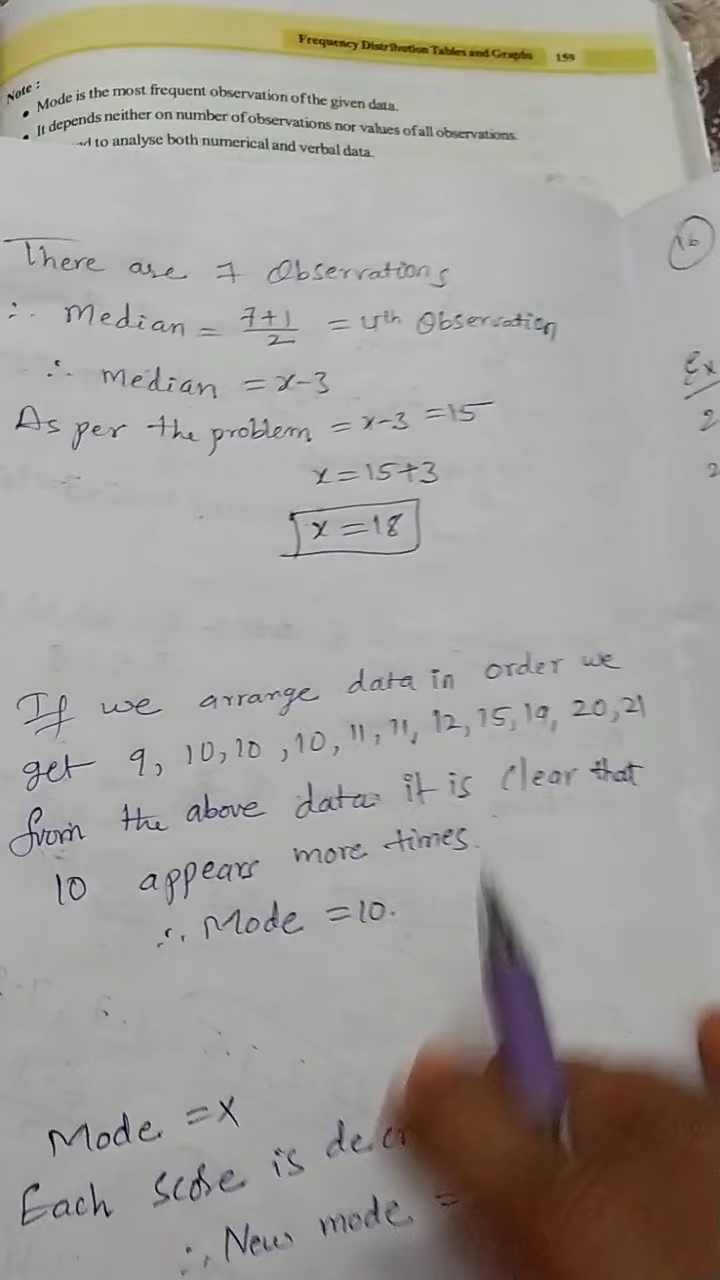 Frequency Distribution Tables and Graphs 159
Note :
• Mode is the most frequent observation of the given data.
• It depends neither on number of observations nor values of all observations.
to analyse both numerical and verbal data.
There are 7 Observations
∴ Median = 7+1/2 = 4th Observation
∴ median = x-3
As per the problem = x-3 = 15
x = 15+3
x = 18
If we arrange data in order we
get 9, 10, 10, 10, 11, 11, 12, 15, 19, 20, 21
from the above data it is clear that
10 appears more times.
∴ Mode = 10.
Mode = x
Each score is
∴ New mode =
16
Ex
2
2